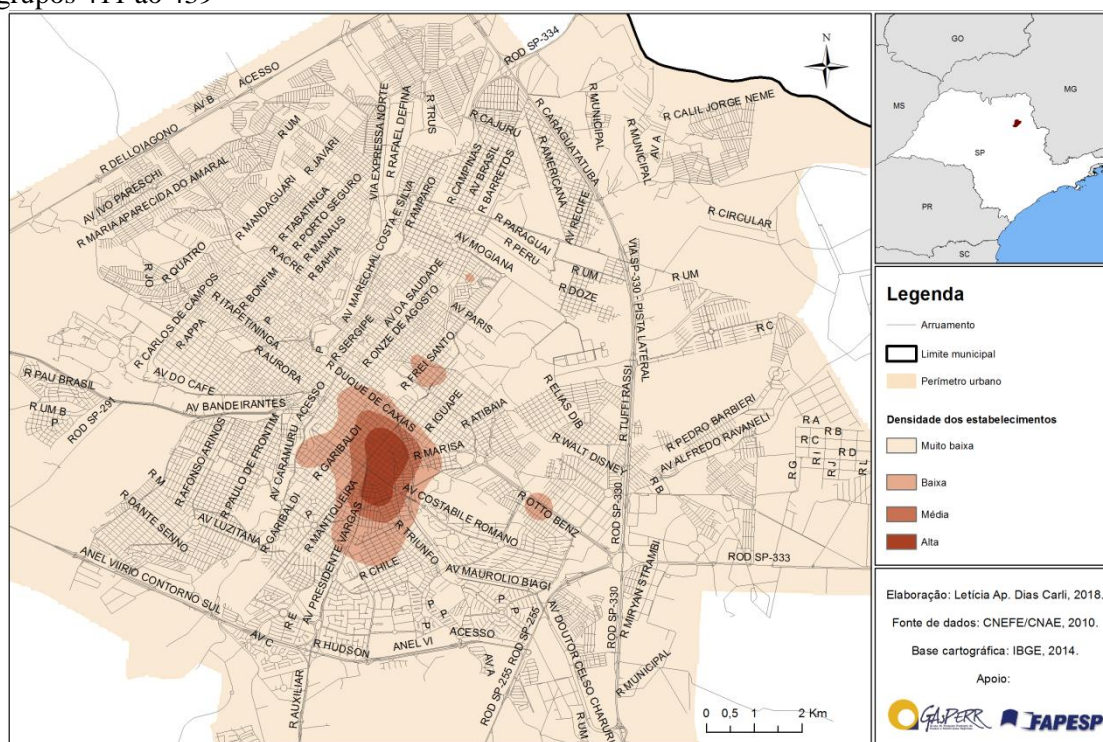 grupos 411 ao 439
N
ROD SP-334
AV B
ACESSO
R DELLOIAGONO
R UM
R JAVARI
VIA EXPRESSA NORTE
R RAFAEL DEFINA
R TRUS
R CAJURU
R CARAGUATATUBA
R MUNICIPAL
R CALIL JORGE NEME
AV A
R MUNICIPAL
R AMERICANA
AV RECIFE
R CAMPINAS
AV BRASIL
R BARRETOS
AV IVO PARESCHI
R MARIA APARECIDA DO AMARAL
R MANDAGUARI
R TABATINGA
R PORTO SEGURO
R MANAUS
R ACRE
R BAHIA
AV MARECHAL COSTA E SILVA
R AMPARO
R CIRCULAR
R PARAGUAI
R PERU
AV MOGIANA
R UM
R DOZE
VIA SP-330 - PISTA LATERAL
R UM
R JO
R QUATRO
R BONFIM
R ITAPETININGA
R CARLOS DE CAMPOS
R APPA
P
R AURORA
P
R SERGIPE
AV DA SAUDADE
R ONZE DE AGOSTO
AV PARIS
R FREI SANTO
R DUQUE DE CAXIAS
R C
R PAU BRASIL
R UM B
P
ROD SP-291
AV DO CAFE
AV BANDEIRANTES
ACESSO
R IGUAPE
R ATIBAIA
R ELIAS DIB
R TUFFI RASSI
R MARISA
R WALT DISNEY
R PEDRO BARBIERI
AV ALFREDO RAVANELI
R A
R B
R C
R D
R G
R I
R J
R L
R B
R M
R AFONSO ARINOS
R PAULO DE FRONTIM
AV CARAMURU
R GARIBALDI
R GARIBALDI
R DANTE SENNO
AV LUZITANA
R MANTIQUEIRA
A
AV PRESIDENTE VARGAS
AV COSTABILE ROMANO
R OTTO BENZ
R TRIUNFO
R CHILE
AV MAUROLIO BIAGI
ROD SP-330
ROD SP-333
ANEL VIIRIO CONTORNO SUL
AV C
R E
R HUDSON
ANEL VI
ACESSO
P
P
P
P
AV A
ROD SP-255
ROD SP-255
AV DOUTOR CELSO CHARURI
ROD SP-330
R MIRYAN STRAMBI
R MUNICIPAL
R AUXILIAR
R UM
0 0,5 1 2 Km
GO
MS
MG
SP
PR
SC
Legenda
Arruamento
Limite municipal
Perímetro urbano
Densidade dos estabelecimentos
Muito baixa
Baixa
Média
Alta
Elaboração: Letícia Ap. Dias Carli, 2018.
Fonte de dados: CNEFE/CNAE, 2010.
Base cartográfica: IBGE, 2014.
Apoio:
GAsPERR
FAPESP